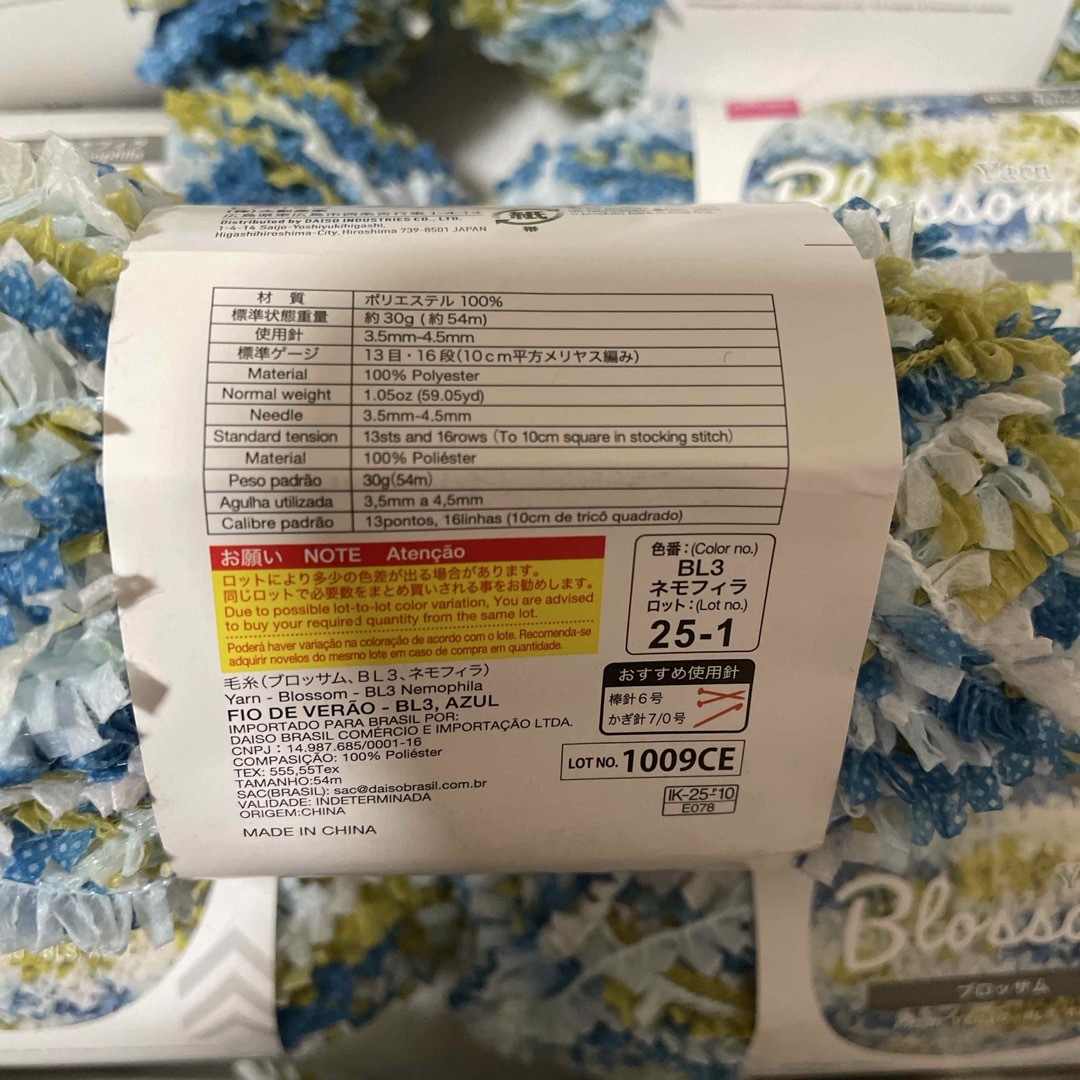 Yarn
Blossom
Distributed by DAISO INDUSTRIES CO., LTD.
1-4-14 Saijo-Yoshiyukihigashi,
Higashihiroshima-City, Hiroshima 739-8501 JAPAN
紙
帯
材質 ポリエステル 100%
標準状態重量 約30g (約54m)
使用針 3.5mm-4.5mm
標準ゲージ 13目・16段(10cm平方メリヤス編み)
Material 100% Polyester
Normal weight 1.05oz (59.05yd)
Needle 3.5mm-4.5mm
Standard tension 13sts and 16rows (To 10cm square in stocking stitch)
Material 100% Poliéster
Peso padrão 30g(54m)
Agulha utilizada 3,5mm a 4,5mm
Calibre padrão 13pontos, 16linhas (10cm de tricô quadrado)
お願い NOTE Atenção
ロットにより多少の色差が出る場合があります。
同じロットで必要数をまとめ買いされる事をお勧めします。
Due to possible lot-to-lot color variation, You are advised
to buy your required quantity from the same lot.
Poderá haver variação na coloração de acordo com o lote. Recomenda-se
adquirir novelos do mesmo lote em caso de compra em quantidade.
色番:(Color no.)
BL3
ネモフィラ
ロット:(Lot no.)
25-1
毛糸(ブロッサム、BL3、ネモフィラ)
Yarn - Blossom - BL3 Nemophila
FIO DE VERÃO - BL3, AZUL
IMPORTADO PARA BRASIL POR:
DAISO BRASIL COMÉRCIO E IMPORTAÇÃO LTDA.
CNPJ : 14.987.685/0001-16
COMPOSIÇÃO: 100% Poliéster
TEX: 555,55Tex
TAMANHO:54m
SAC(BRASIL): sac@daisobrasil.com.br
VALIDADE: INDETERMINADA
ORIGEM:CHINA
MADE IN CHINA
おすすめ使用針
棒針6号
かぎ針7/0号
LOT NO. 1009CE
IK-25-º10
E078
Blosso
ブロッサム